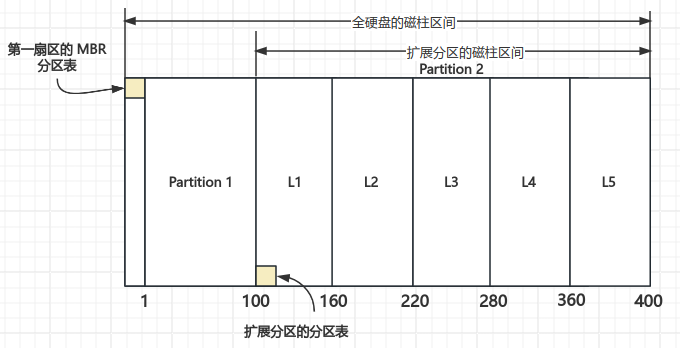 全硬盘的磁柱区间
第一扇区的 MBR
分区表
扩展分区的磁柱区间
Partition 2
Partition 1
L1
L2
L3
L4
L5
1
100
160
220
280
360
400
扩展分区的分区表